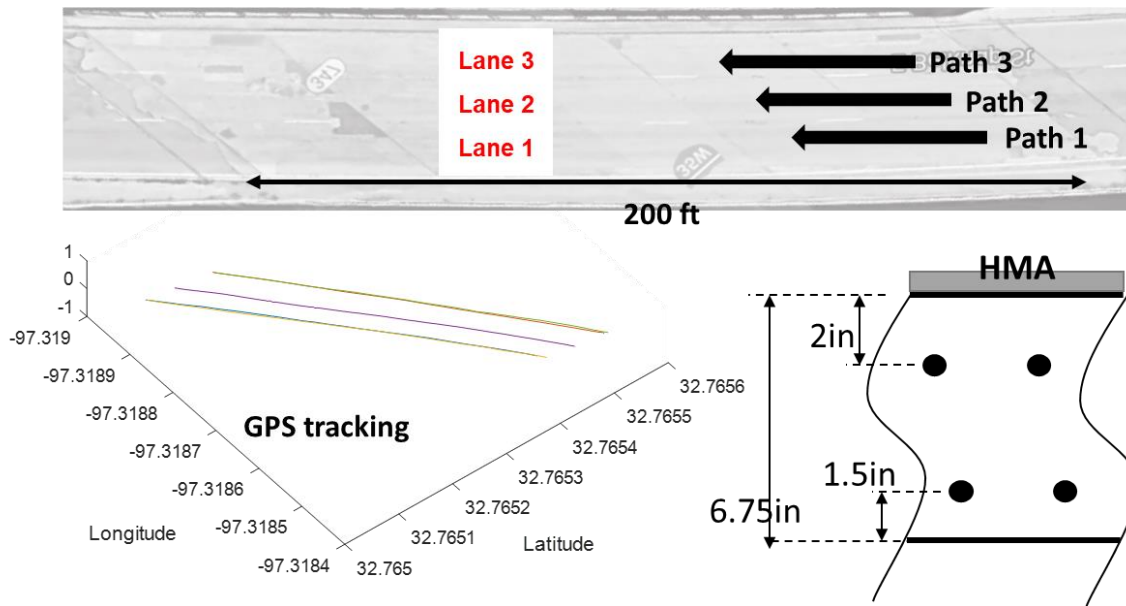 Lane 3
Lane 2
Lane 1
Path 3
Path 2
Path 1
347
35W
200 ft
1
0
-1
-97.319
-97.3189
-97.3188
-97.3187
-97.3186
-97.3185
-97.3184
Longitude
GPS tracking
32.7656
32.7655
32.7654
32.7653
32.7652
32.7651
32.765
Latitude
HMA
2in
1.5in
6.75in